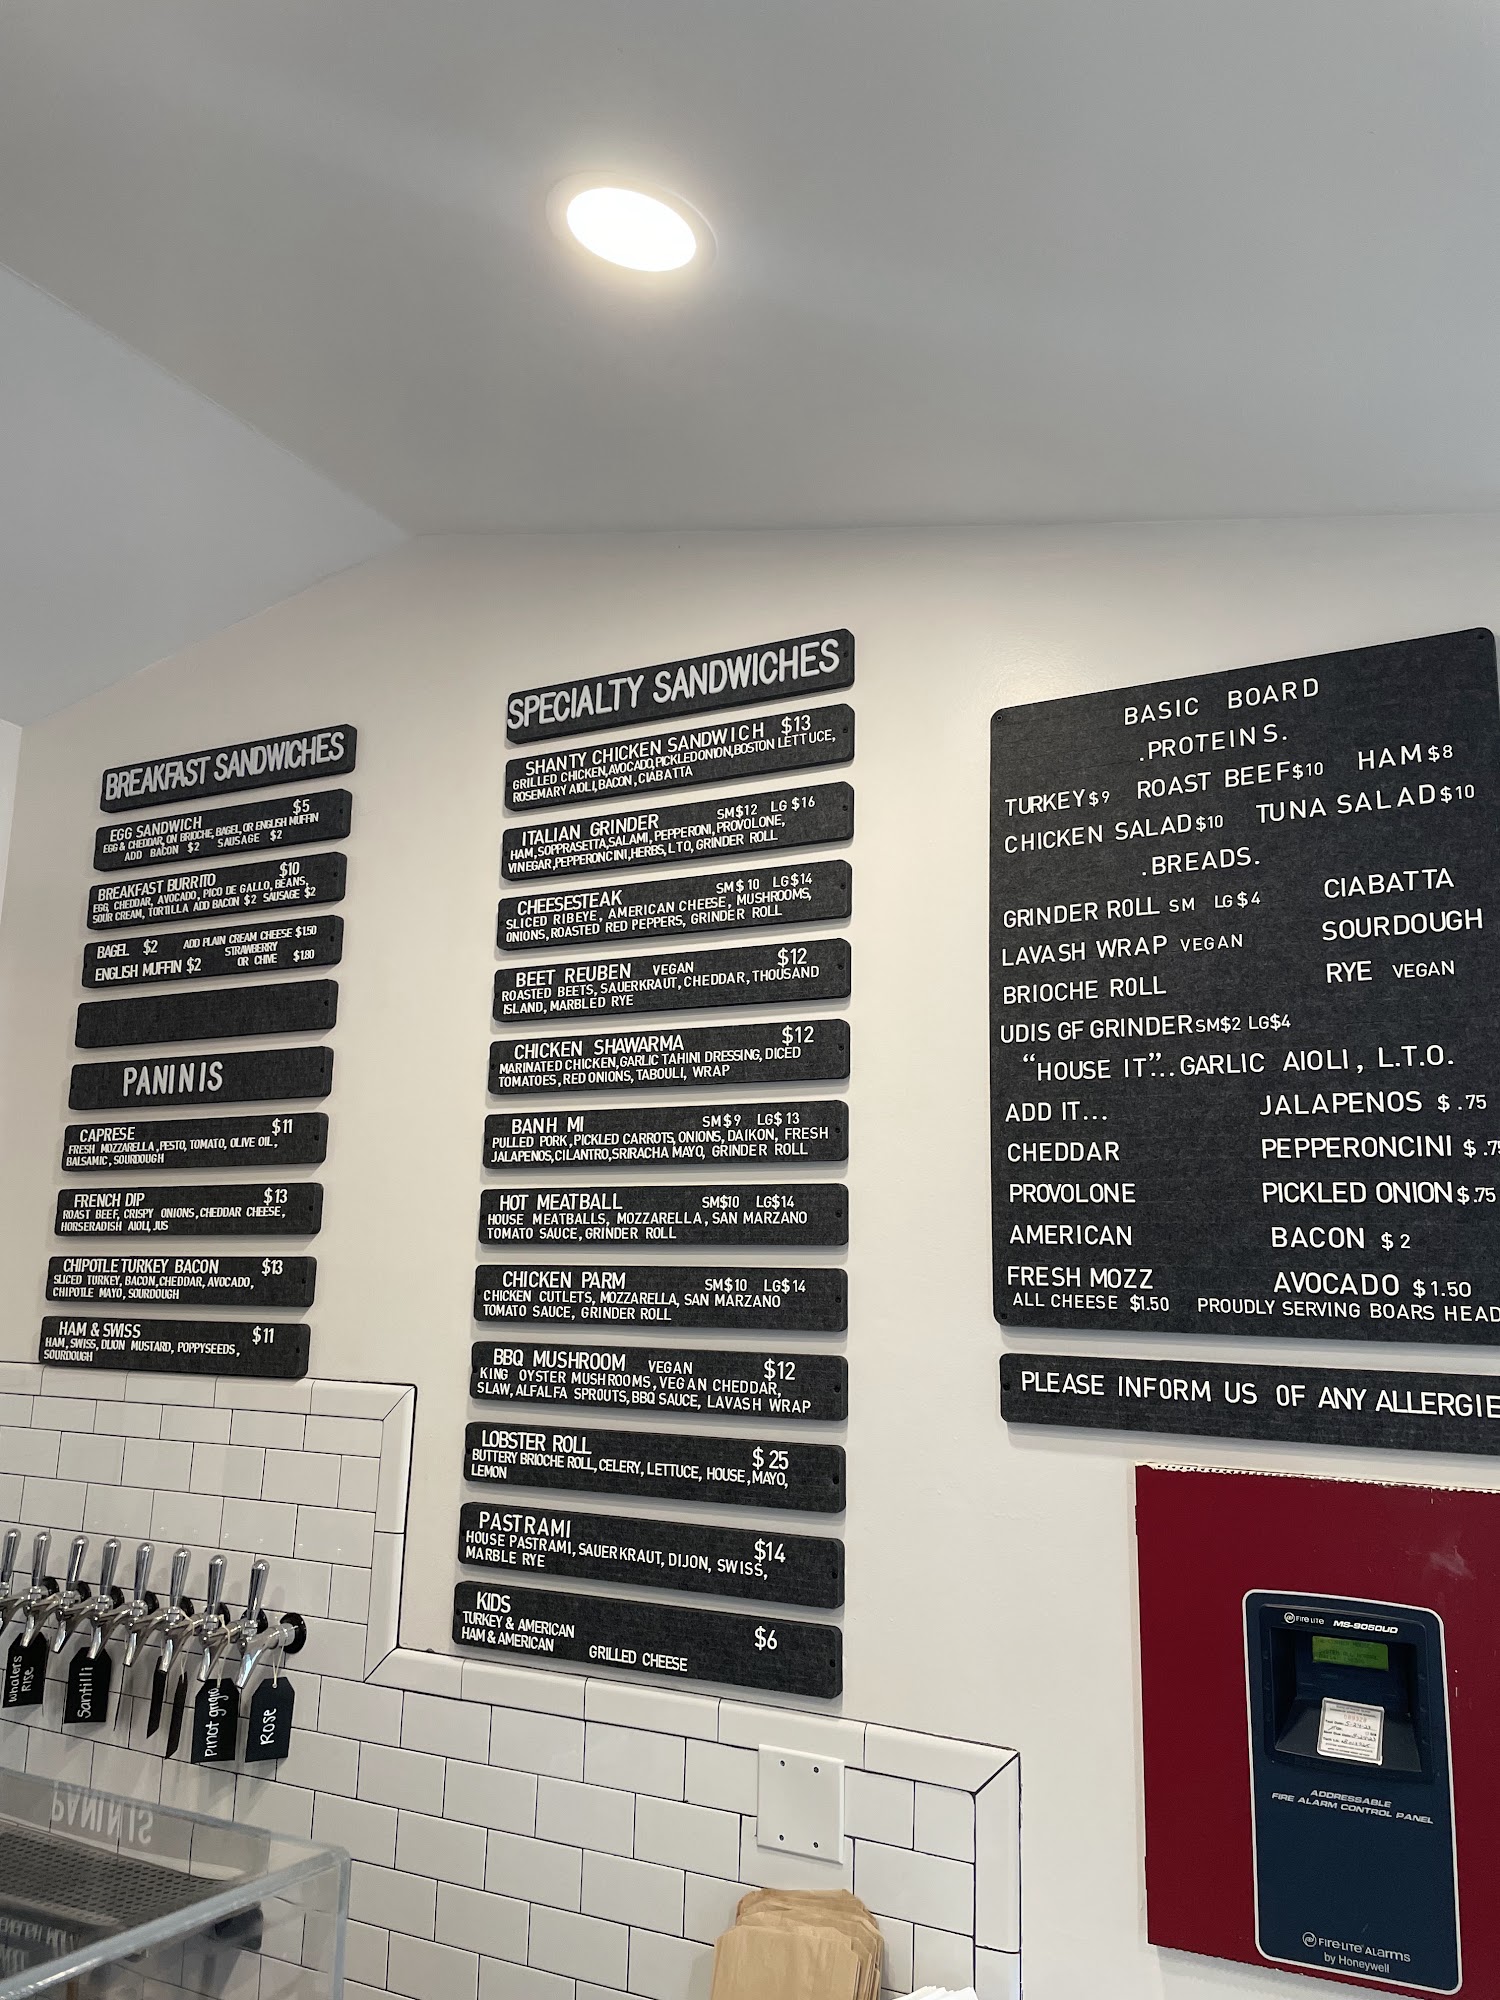 BREAKFAST SANDWICHES
EGG SANDWICH $5
EGG & CHEDDAR, ON BRIOCHE, BAGEL, OR ENGLISH MUFFIN
ADD BACON $2 SAUSAGE $2
BREAKFAST BURRITO $10
EGG, CHEDDAR, AVOCADO, PICO DE GALLO, BEANS,
SOUR CREAM, TORTILLA ADD BACON $2 SAUSAGE $2
BAGEL $2 ADD PLAIN CREAM CHEESE $1.50
STRAWBERRY
ENGLISH MUFFIN $2 OR CHIVE $1.80
PANINIS
CAPRESE $11
FRESH MOZZARELLA, PESTO, TOMATO, OLIVE OIL,
BALSAMIC, SOURDOUGH
FRENCH DIP $13
ROAST BEEF, CRISPY ONIONS, CHEDDAR CHEESE,
HORSERADISH AIOLI, JUS
CHIPOTLE TURKEY BACON $13
SLICED TURKEY, BACON, CHEDDAR, AVOCADO,
CHIPOTLE MAYO, SOURDOUGH
HAM & SWISS $11
HAM, SWISS, DIJON MUSTARD, POPPYSEEDS,
SOURDOUGH
SPECIALTY SANDWICHES
SHANTY CHICKEN SANDWICH $13
GRILLED CHICKEN, AVOCADO, PICKLED ONION, BOSTON LETTUCE,
ROSEMARY AIOLI, BACON, CIABATTA
ITALIAN GRINDER SM$12 LG $16
HAM, SOPPRASETTA, SALAMI, PEPPERONI, PROVOLONE,
VINEGAR, PEPPERONCINI, HERBS, LTO, GRINDER ROLL
CHEESESTEAK SM$10 LG$14
SLICED RIBEYE, AMERICAN CHEESE, MUSHROOMS,
ONIONS, ROASTED RED PEPPERS, GRINDER ROLL
BEET REUBEN VEGAN $12
ROASTED BEETS, SAUERKRAUT, CHEDDAR, THOUSAND
ISLAND, MARBLED RYE
CHICKEN SHAWARMA $12
MARINATED CHICKEN, GARLIC TAHINI DRESSING, DICED
TOMATOES, RED ONIONS, TABOULI, WRAP
BANH MI SM$9 LG$13
PULLED PORK, PICKLED CARROTS, ONIONS, DAIKON, FRESH
JALAPENOS, CILANTRO, SRIRACHA MAYO, GRINDER ROLL
HOT MEATBALL SM$10 LG$14
HOUSE MEATBALLS, MOZZARELLA, SAN MARZANO
TOMATO SAUCE, GRINDER ROLL
CHICKEN PARM SM$10 LG$14
CHICKEN CUTLETS, MOZZARELLA, SAN MARZANO
TOMATO SAUCE, GRINDER ROLL
BBQ MUSHROOM VEGAN $12
KING OYSTER MUSHROOMS, VEGAN CHEDDAR,
SLAW, ALFALFA SPROUTS, BBQ SAUCE, LAVASH WRAP
LOBSTER ROLL $25
BUTTERY BRIOCHE ROLL, CELERY, LETTUCE, HOUSE, MAYO,
LEMON
PASTRAMI $14
HOUSE PASTRAMI, SAUERKRAUT, DIJON, SWISS,
MARBLE RYE
KIDS $6
TURKEY & AMERICAN
HAM & AMERICAN GRILLED CHEESE
BASIC BOARD
.PROTEINS.
TURKEY $9 ROAST BEEF $10 HAM $8
CHICKEN SALAD $10 TUNA SALAD $10
.BREADS.
GRINDER ROLL SM LG $4 CIABATTA
LAVASH WRAP VEGAN SOURDOUGH
BRIOCHE ROLL RYE VEGAN
UDIS GF GRINDER SM$2 LG$4
“HOUSE IT”... GARLIC AIOLI, L.T.O.
ADD IT... JALAPENOS $.75
CHEDDAR PEPPERONCINI $.75
PROVOLONE PICKLED ONION $.75
AMERICAN BACON $2
FRESH MOZZ AVOCADO $1.50
ALL CHEESE $1.50 PROUDLY SERVING BOARS HEAD
PLEASE INFORM US OF ANY ALLERGIE
Whalers
Rise
Santilli
Pinot grigio
Rose
PANINIS
FIRE·LITE MS-9050UD
ADDRESSABLE
FIRE ALARM CONTROL PANEL
FIRE·LITE ALARMS
by Honeywell